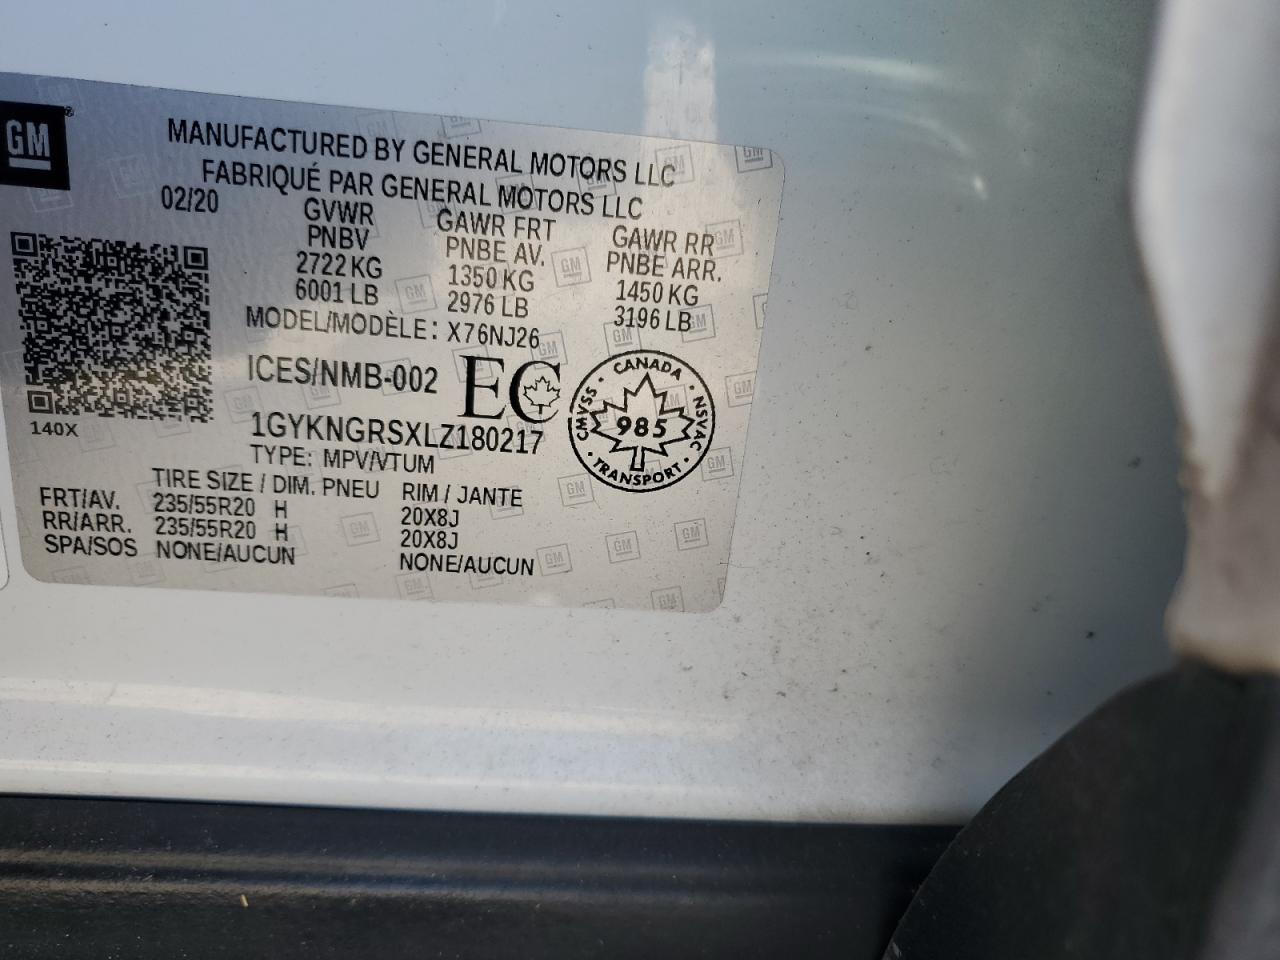 GM
MANUFACTURED BY GENERAL MOTORS LLC
FABRIQUÉ PAR GENERAL MOTORS LLC
02/20
GVWR GAWR FRT GAWR RR
PNBV PNBE AV. PNBE ARR.
2722 KG 1350 KG 1450 KG
6001 LB 2976 LB 3196 LB
MODEL/MODÈLE: X76NJ26
ICES/NMB-002 EC
CANADA
CMVSS · NSVAC
985
TRANSPORT
140X
1GYKNGRSXLZ180217
TYPE: MPV/VTUM
TIRE SIZE / DIM. PNEU RIM / JANTE
FRT/AV. 235/55R20 H 20X8J
RR/ARR. 235/55R20 H 20X8J
SPA/SOS NONE/AUCUN NONE/AUCUN